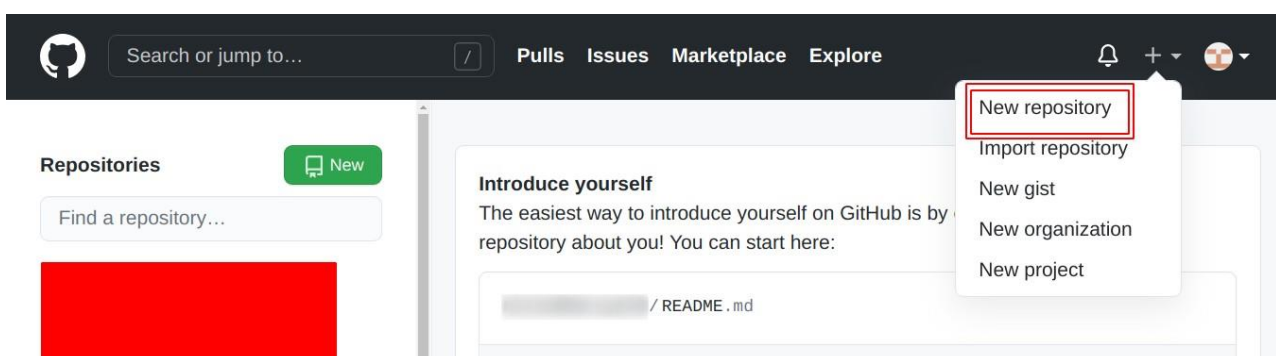 Search or jump to… / Pulls Issues Marketplace Explore
New repository
Import repository
New gist
New organization
New project
Repositories New
Find a repository…
Introduce yourself
The easiest way to introduce yourself on GitHub is by
repository about you! You can start here:
/ README.md